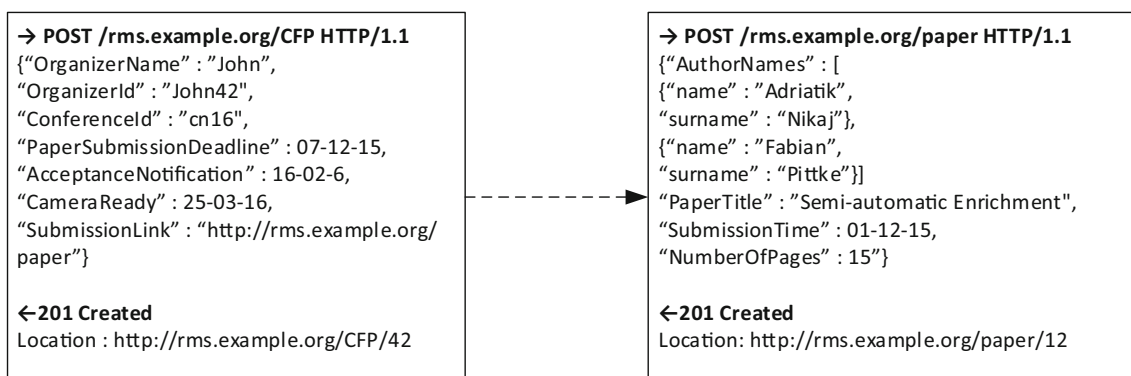 → POST /rms.example.org/CFP HTTP/1.1
{“OrganizerName” : ”John”,
“OrganizerId” : ”John42",
“ConferenceId” : ”cn16",
“PaperSubmissionDeadline” : 07-12-15,
“AcceptanceNotification” : 16-02-6,
“CameraReady” : 25-03-16,
“SubmissionLink” : “http://rms.example.org/
paper”}
←201 Created
Location : http://rms.example.org/CFP/42
→ POST /rms.example.org/paper HTTP/1.1
{“AuthorNames” : [
{“name” : ”Adriatik”,
“surname” : “Nikaj”},
{“name” : ”Fabian”,
“surname” : “Pittke”}]
“PaperTitle” : ”Semi-automatic Enrichment",
“SubmissionTime” : 01-12-15,
“NumberOfPages” : 15”}
←201 Created
Location: http://rms.example.org/paper/12